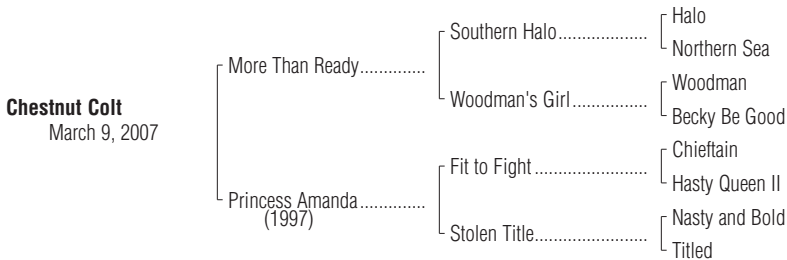 Halo
Southern Halo....................
Northern Sea
More Than Ready..............
Woodman
Woodman's Girl.................
Becky Be Good
Chestnut Colt
March 9, 2007
Chieftain
Fit to Fight .........................
Hasty Queen II
Princess Amanda..............
(1997)
Nasty and Bold
Stolen Title.........................
Titled